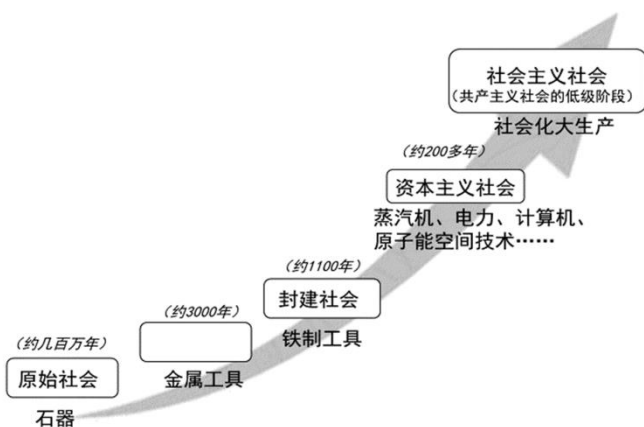 社会主义社会
(共产主义社会的低级阶段)
社会化大生产
(约200多年)
资本主义社会
蒸汽机、电力、计算机、
原子能空间技术……
(约1100年)
封建社会
铁制工具
(约3000年)
金属工具
(约几百万年)
原始社会
石器